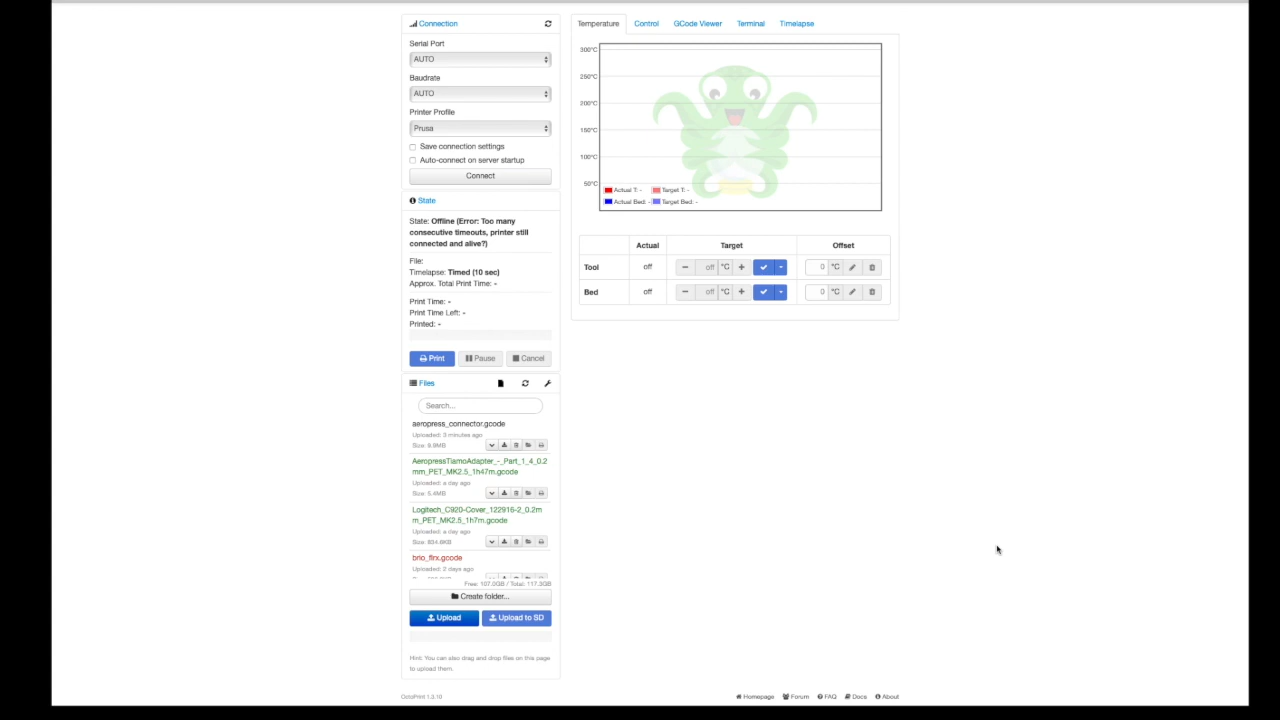 Connection
Serial Port
AUTO
Baudrate
AUTO
Printer Profile
Prusa
Save connection settings
Auto-connect on server startup
Connect
State
State: Offline (Error: Too many
consecutive timeouts, printer still
connected and alive?)
File:
Timelapse: Timed (10 sec)
Approx. Total Print Time: -
Print Time: -
Print Time Left: -
Printed: -
Print
Pause
Cancel
Files
Search...
aeropress_connector.gcode
Uploaded: 3 minutes ago
Size: 6.9MB
AeropressTiamoAdapter_-_Part_1_4_0.2
mm_PET_MK2.5_1h47m.gcode
Uploaded: a day ago
Size: 5.4MB
Logitech_C920-Cover_122916-2_0.2m
m_PET_MK2.5_1h7m.gcode
Uploaded: a day ago
Size: 834.6KB
brio_flrx.gcode
Uploaded: 2 days ago
Free: 107.0GB / Total: 117.3GB
Create folder...
Upload
Upload to SD
Hint: You can also drag and drop files on this page
to upload them.
OctoPrint 1.3.10
Temperature
Control
GCode Viewer
Terminal
Timelapse
300°C
250°C
200°C
150°C
100°C
50°C
Actual T: -
Target T: -
Actual Bed: -
Target Bed: -
Actual
Target
Offset
Tool
off
off
°C
0
°C
Bed
off
off
°C
0
°C
Homepage
Forum
FAQ
Docs
About